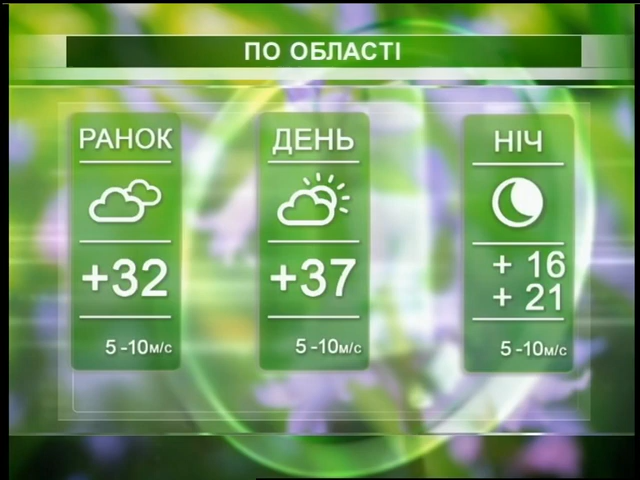 ПО ОБЛАСТІ
РАНОК
+32
5 -10м/с
ДЕНЬ
+37
5 -10м/с
НІЧ
+ 16
+ 21
5 -10м/с